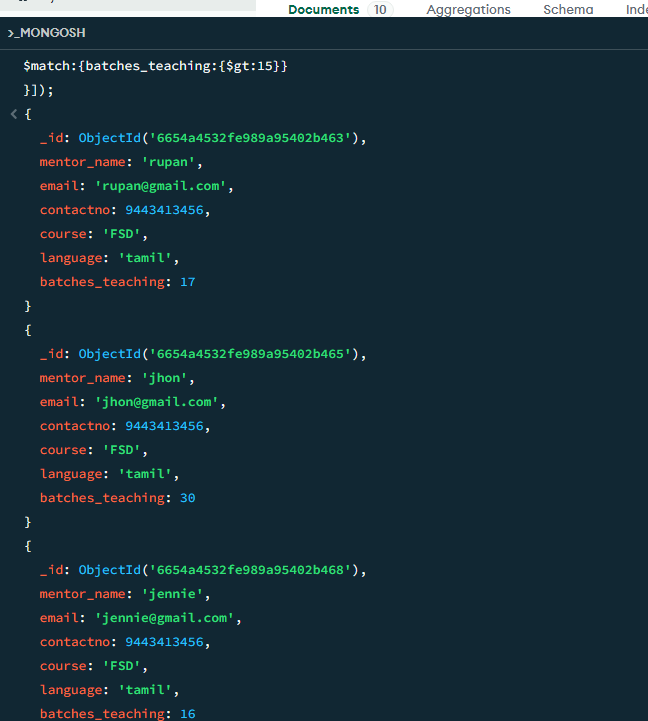 Documents 10 Aggregations Schema
>_MONGOSH
$match:{batches_teaching:{$gt:15}}
}]);
< {
_id: ObjectId('6654a4532fe989a95402b463'),
mentor_name: 'rupan',
email: 'rupan@gmail.com',
contactno: 9443413456,
course: 'FSD',
language: 'tamil',
batches_teaching: 17
}
{
_id: ObjectId('6654a4532fe989a95402b465'),
mentor_name: 'jhon',
email: 'jhon@gmail.com',
contactno: 9443413456,
course: 'FSD',
language: 'tamil',
batches_teaching: 30
}
{
_id: ObjectId('6654a4532fe989a95402b468'),
mentor_name: 'jennie',
email: 'jennie@gmail.com',
contactno: 9443413456,
course: 'FSD',
language: 'tamil',
batches_teaching: 16